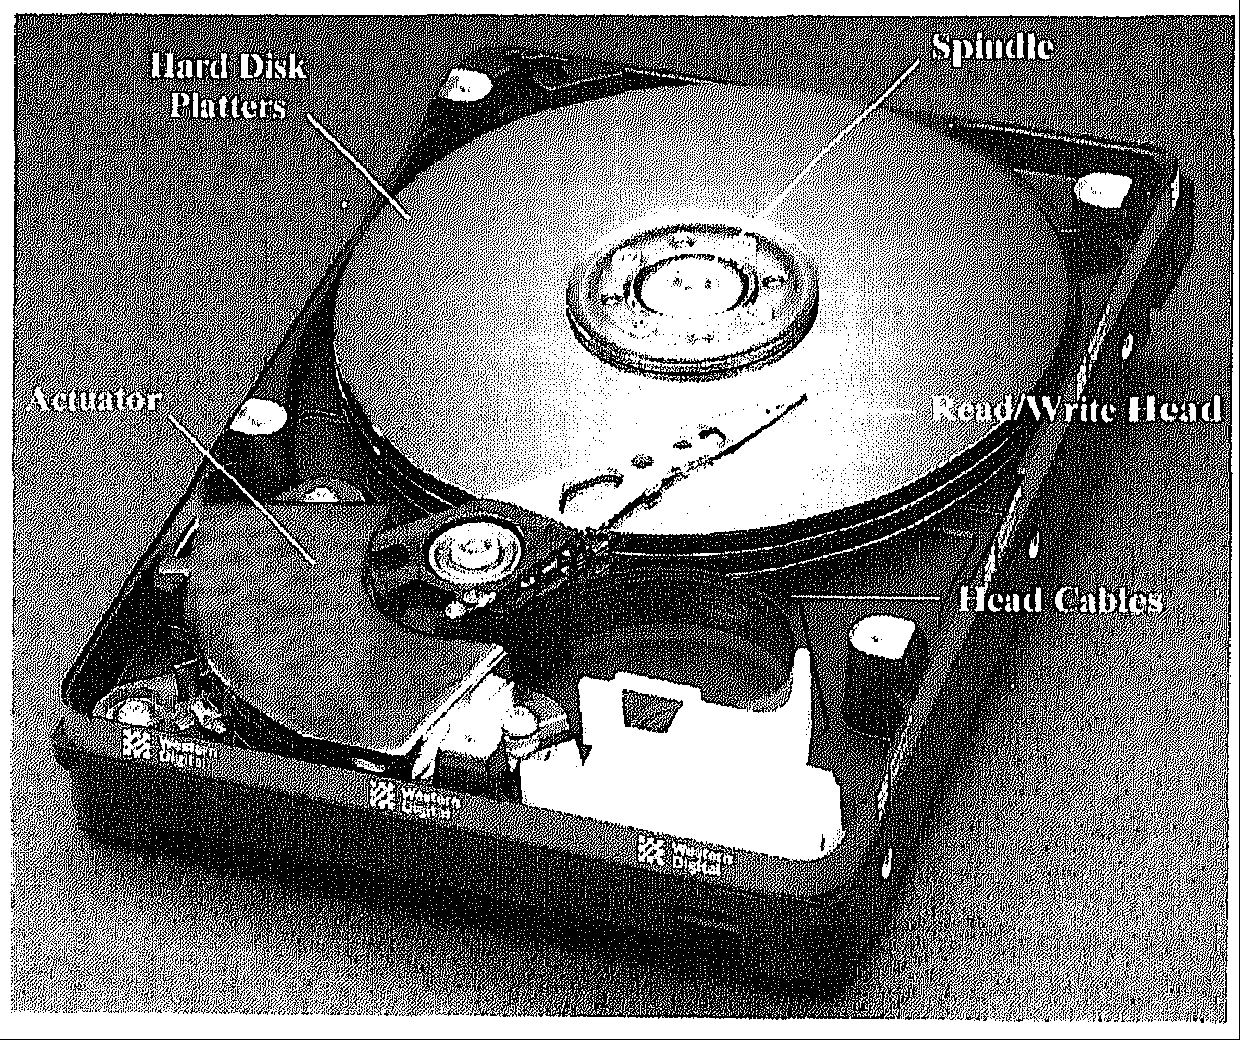 Hard Disk
Platters
Spindle
Actuator
Read/Write Head
Head Cables
Western
Digital
Western
Digital
Western
Digital